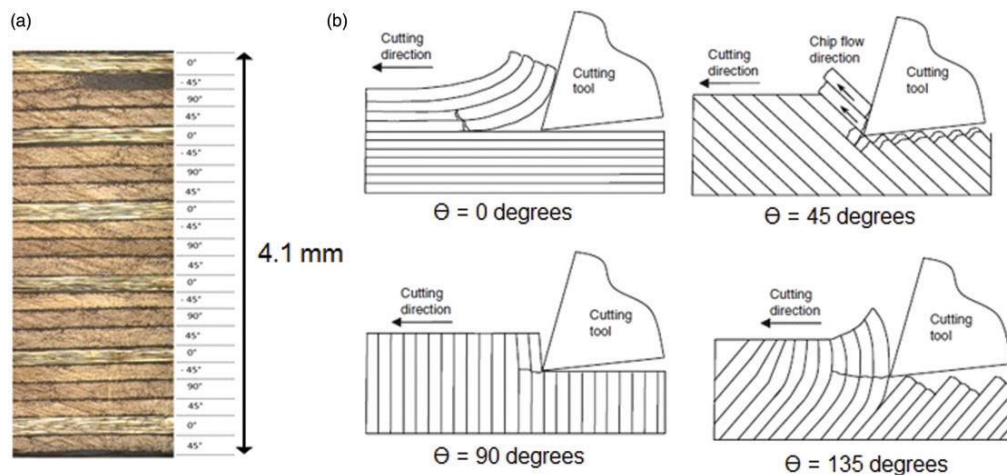 (a)
0°
- 45°
90°
45°
0°
- 45°
90°
45°
0°
- 45°
90°
45°
0°
- 45°
90°
45°
0°
- 45°
90°
45°
0°
45°
4.1 mm
(b)
Cutting
direction
Cutting
tool
Θ = 0 degrees
Cutting
direction
Chip flow
direction
Cutting
tool
Θ = 45 degrees
Cutting
direction
Cutting
tool
Θ = 90 degrees
Cutting
direction
Cutting
tool
Θ = 135 degrees